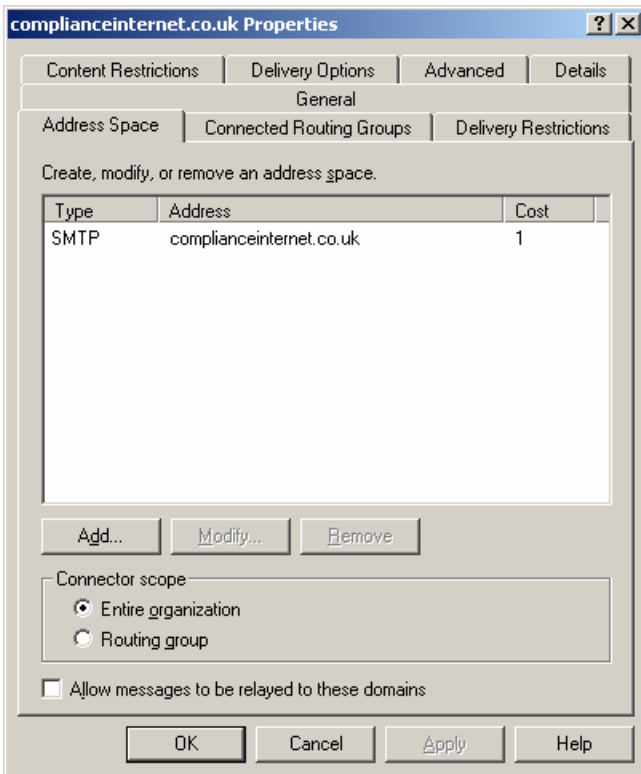 complianceinternet.co.uk Properties ? X
Content Restrictions Delivery Options Advanced Details
General
Address Space Connected Routing Groups Delivery Restrictions
Create, modify, or remove an address space.
Type Address Cost
SMTP complianceinternet.co.uk 1
Add... Modify... Remove
Connector scope
Entire organization
Routing group
Allow messages to be relayed to these domains
OK Cancel Apply Help